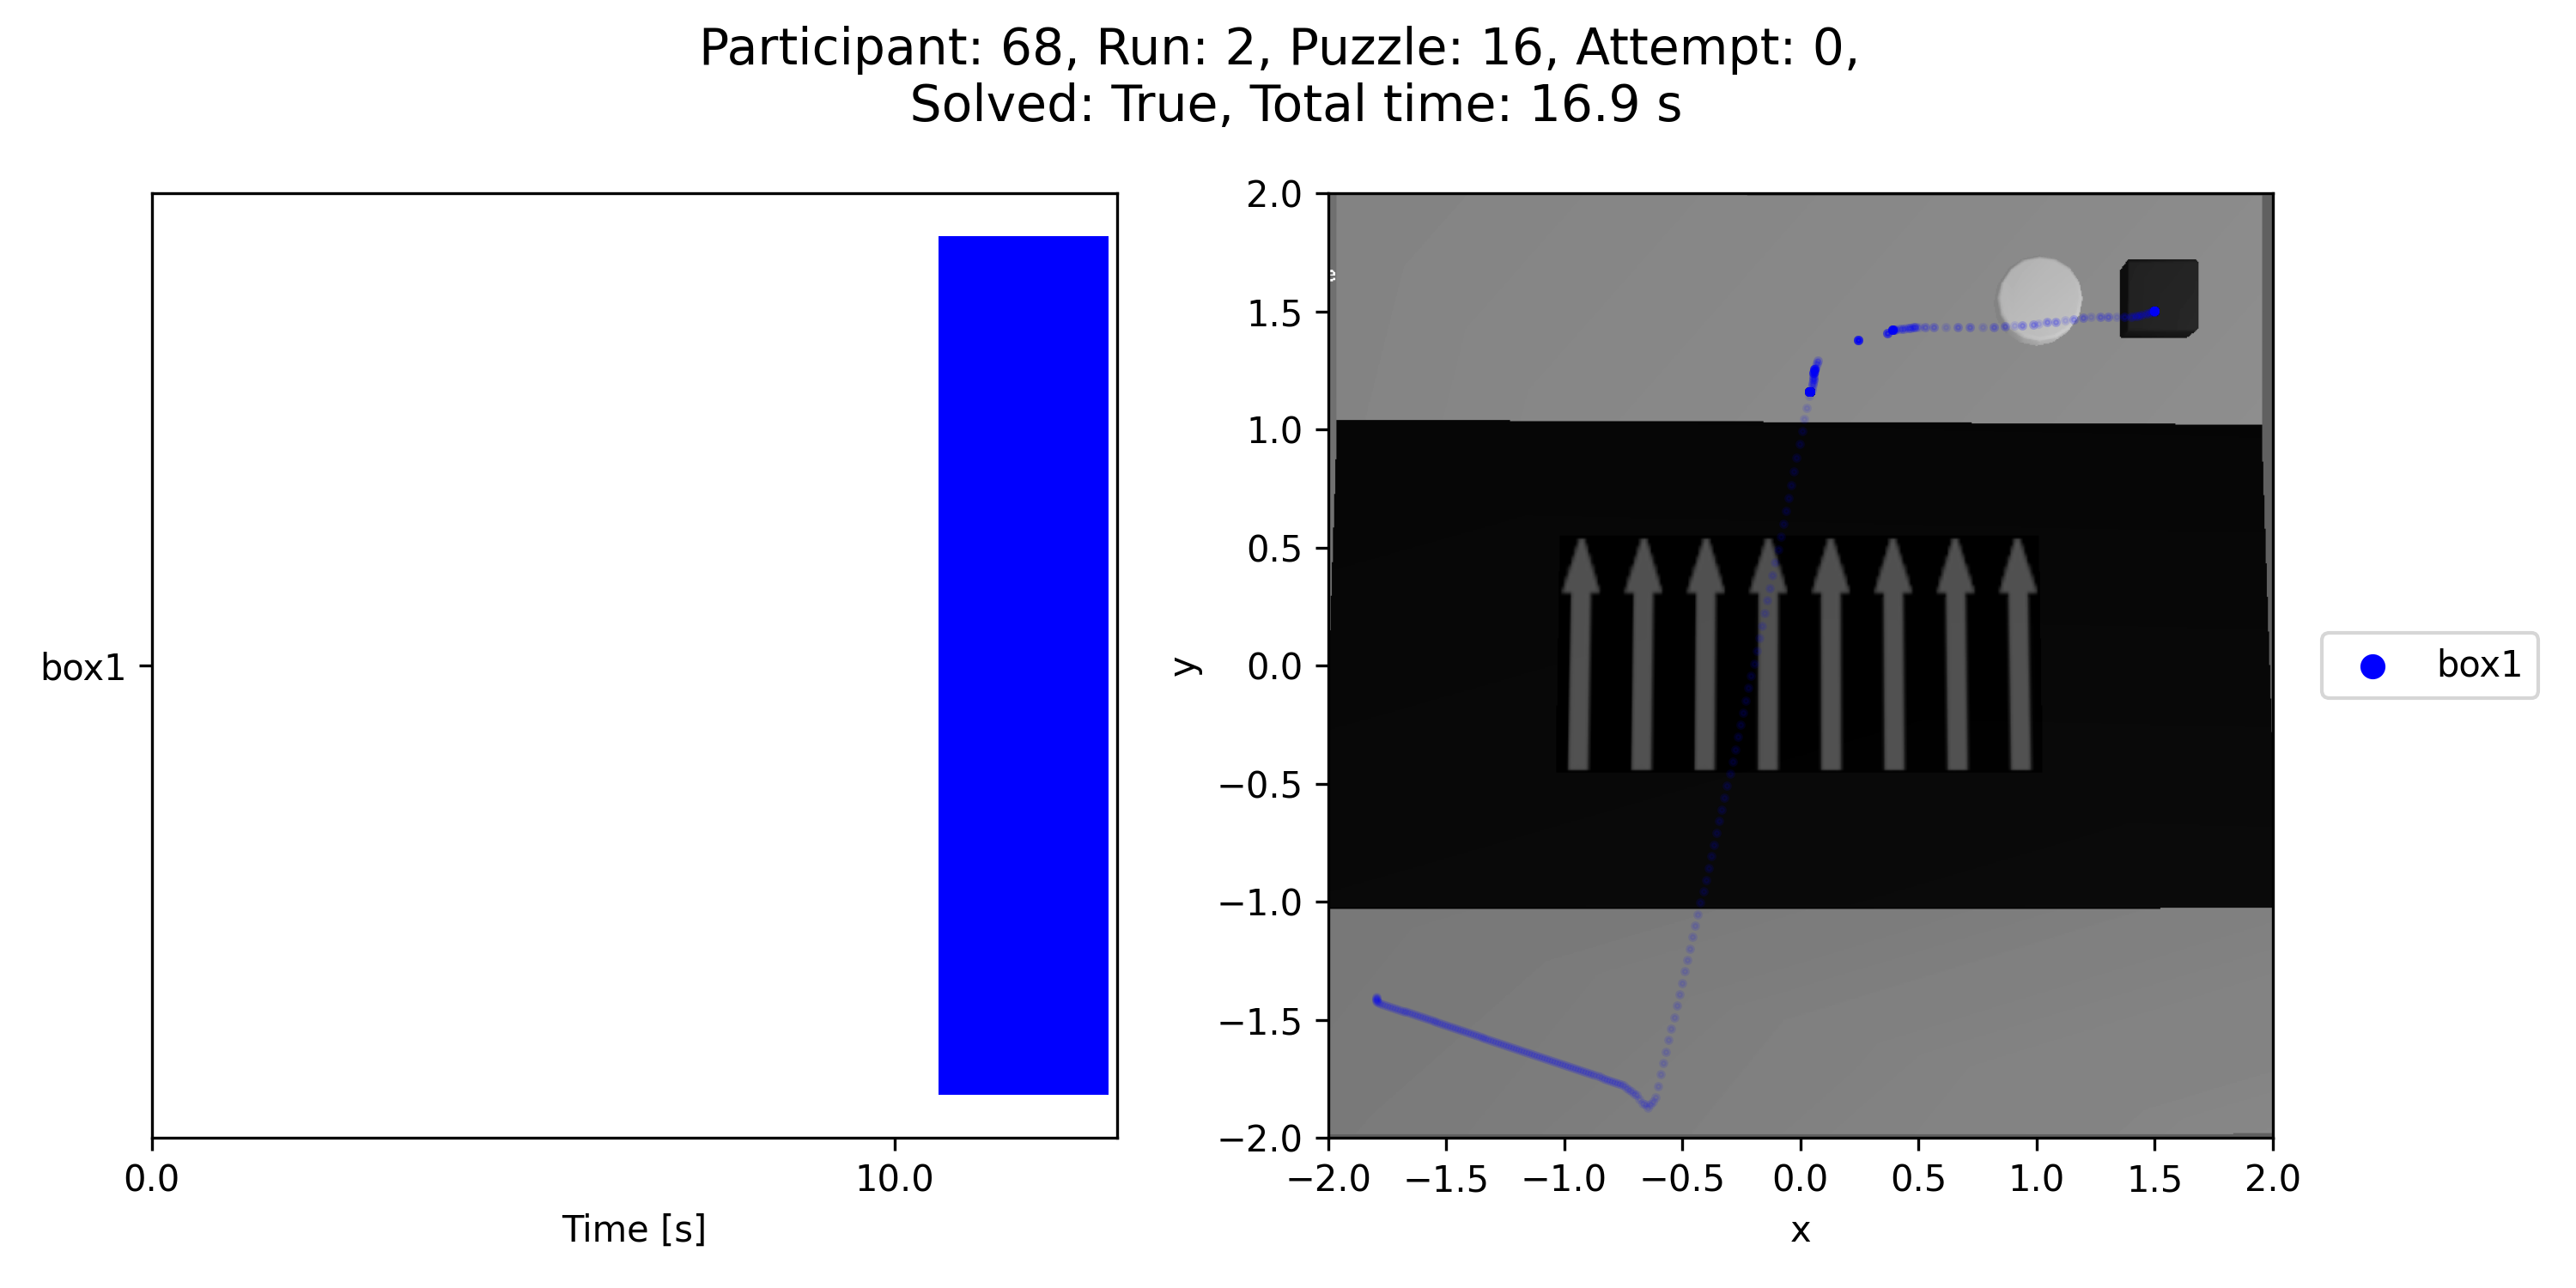 Participant: 68, Run: 2, Puzzle: 16, Attempt: 0,
Solved: True, Total time: 16.9 s
box1
0.0
10.0
Time [s]
2.0
1.5
1.0
0.5
0.0
−0.5
−1.0
−1.5
−2.0
y
e
−2.0
−1.5
−1.0
−0.5
0.0
0.5
1.0
1.5
2.0
x
box1